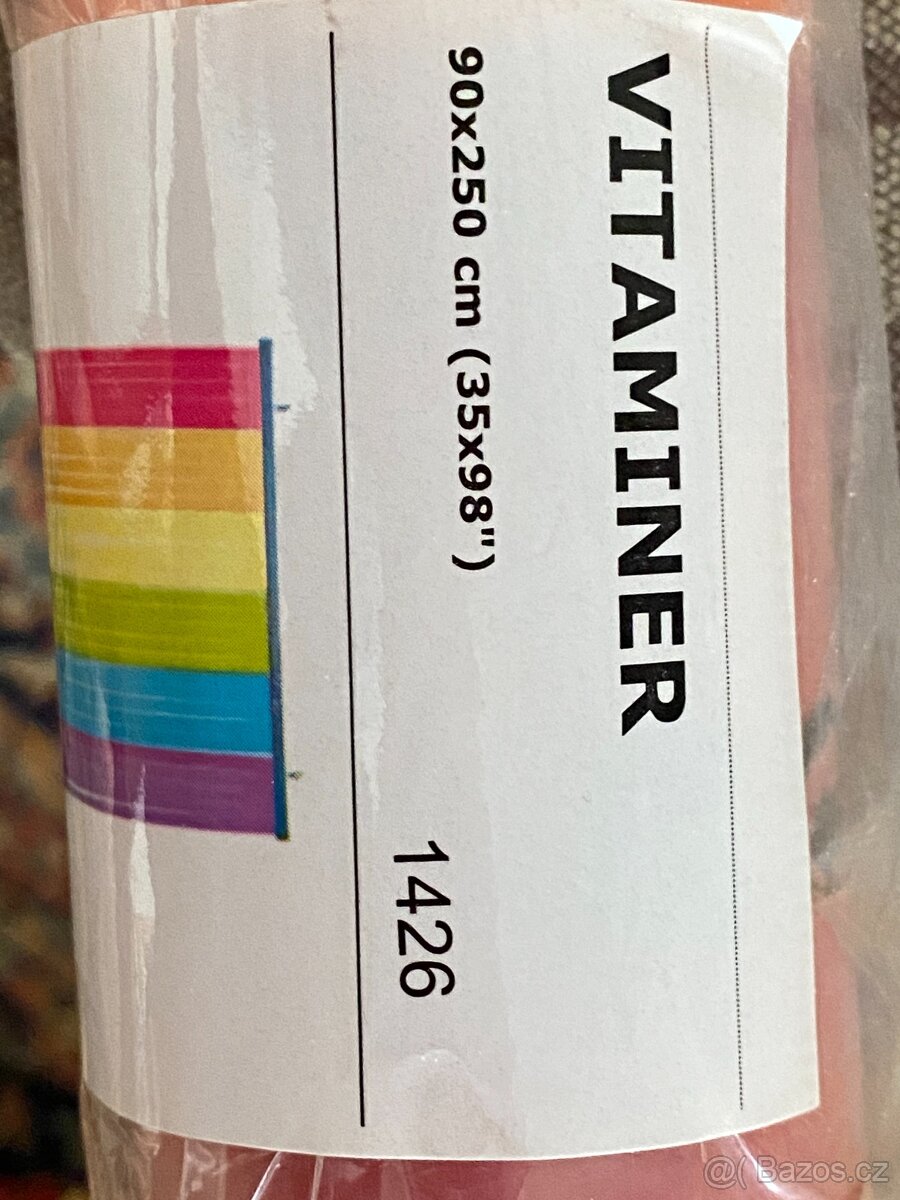 VITAMINER
90x250 cm (35x98")
1426
@( Bazos.cz